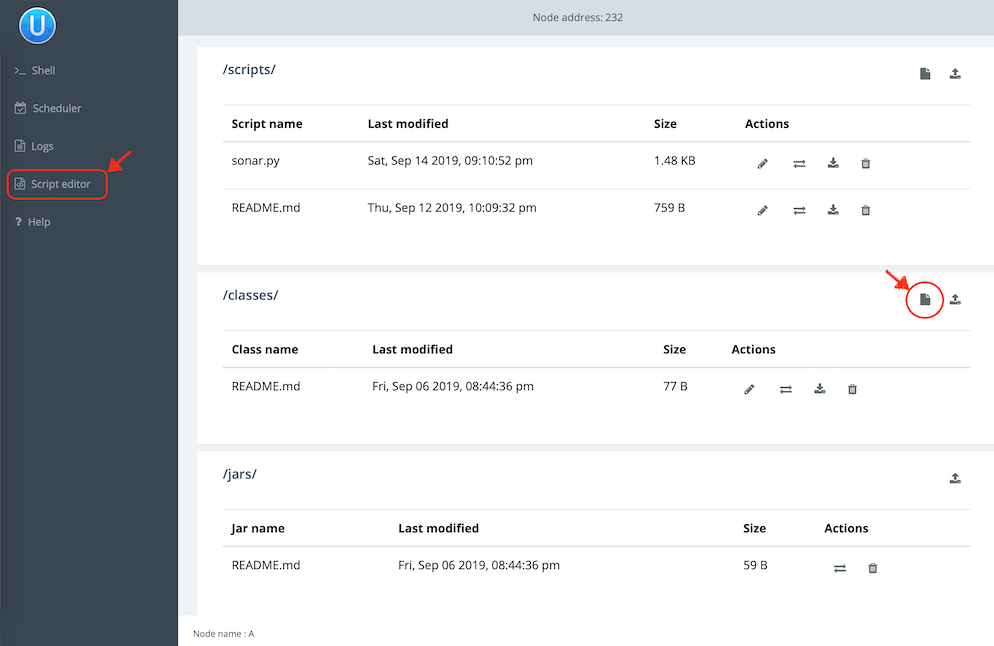 U
Node address: 232
>_ Shell
Scheduler
Logs
Script editor
? Help
/scripts/
Script name Last modified Size Actions
sonar.py Sat, Sep 14 2019, 09:10:52 pm 1.48 KB
README.md Thu, Sep 12 2019, 10:09:32 pm 759 B
/classes/
Class name Last modified Size Actions
README.md Fri, Sep 06 2019, 08:44:36 pm 77 B
/jars/
Jar name Last modified Size Actions
README.md Fri, Sep 06 2019, 08:44:36 pm 59 B
Node name : A